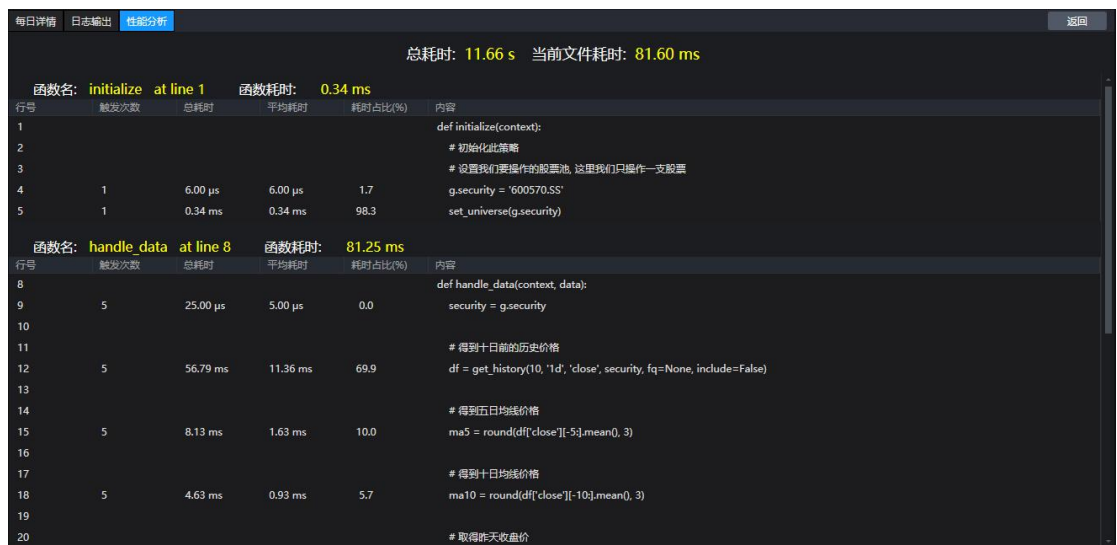 每日详情 日志输出 性能分析 返回
总耗时: 11.66 s 当前文件耗时: 81.60 ms
函数名: initialize at line 1 函数耗时: 0.34 ms
行号 触发次数 总耗时 平均耗时 耗时占比(%) 内容
1 def initialize(context):
2 # 初始化此策略
3 # 设置我们要操作的股票池, 这里我们只操作一支股票
4 1 6.00 μs 6.00 μs 1.7 g.security = '600570.SS'
5 1 0.34 ms 0.34 ms 98.3 set_universe(g.security)
函数名: handle_data at line 8 函数耗时: 81.25 ms
行号 触发次数 总耗时 平均耗时 耗时占比(%) 内容
8 def handle_data(context, data):
9 5 25.00 μs 5.00 μs 0.0 security = g.security
10
11 # 得到十日前的历史价格
12 5 56.79 ms 11.36 ms 69.9 df = get_history(10, '1d', 'close', security, fq=None, include=False)
13
14 # 得到五日均线价格
15 5 8.13 ms 1.63 ms 10.0 ma5 = round(df['close'][-5:].mean(), 3)
16
17 # 得到十日均线价格
18 5 4.63 ms 0.93 ms 5.7 ma10 = round(df['close'][-10:].mean(), 3)
19
20 # 取得昨天收盘价